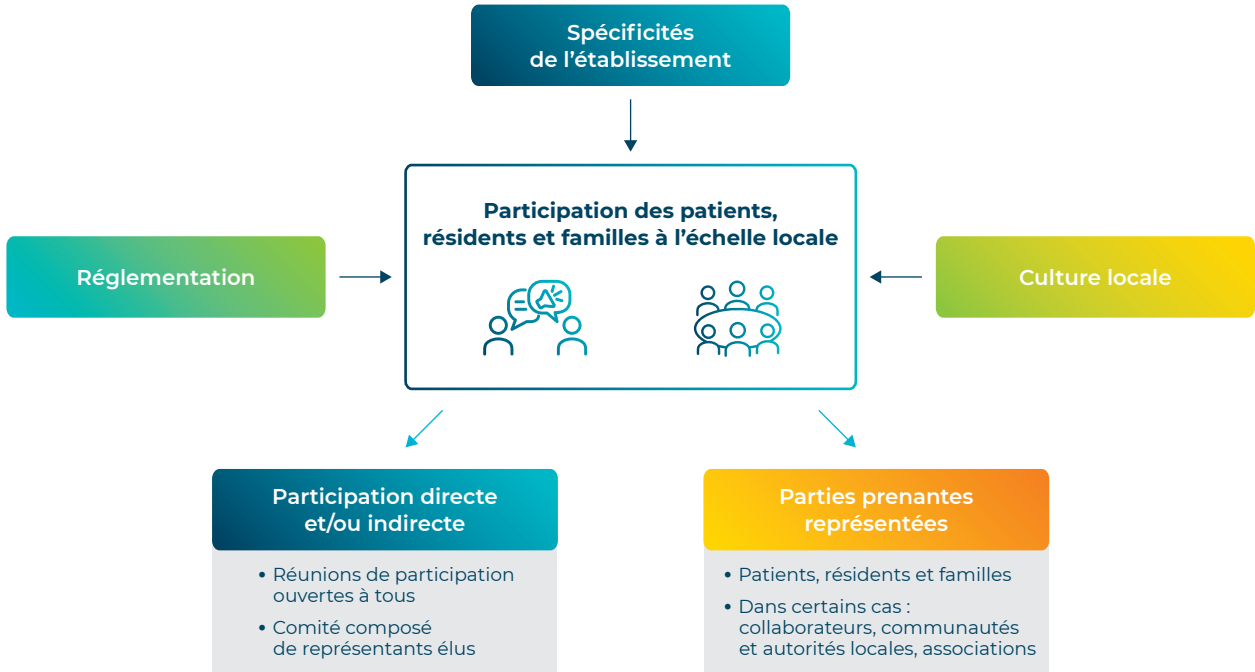 Spécificités
de l’établissement
Participation des patients,
résidents et familles à l’échelle locale
Réglementation
Culture locale
Participation directe
et/ou indirecte
• Réunions de participation
ouvertes à tous
• Comité composé
de représentants élus
Parties prenantes
représentées
• Patients, résidents et familles
• Dans certains cas :
collaborateurs, communautés
et autorités locales, associations